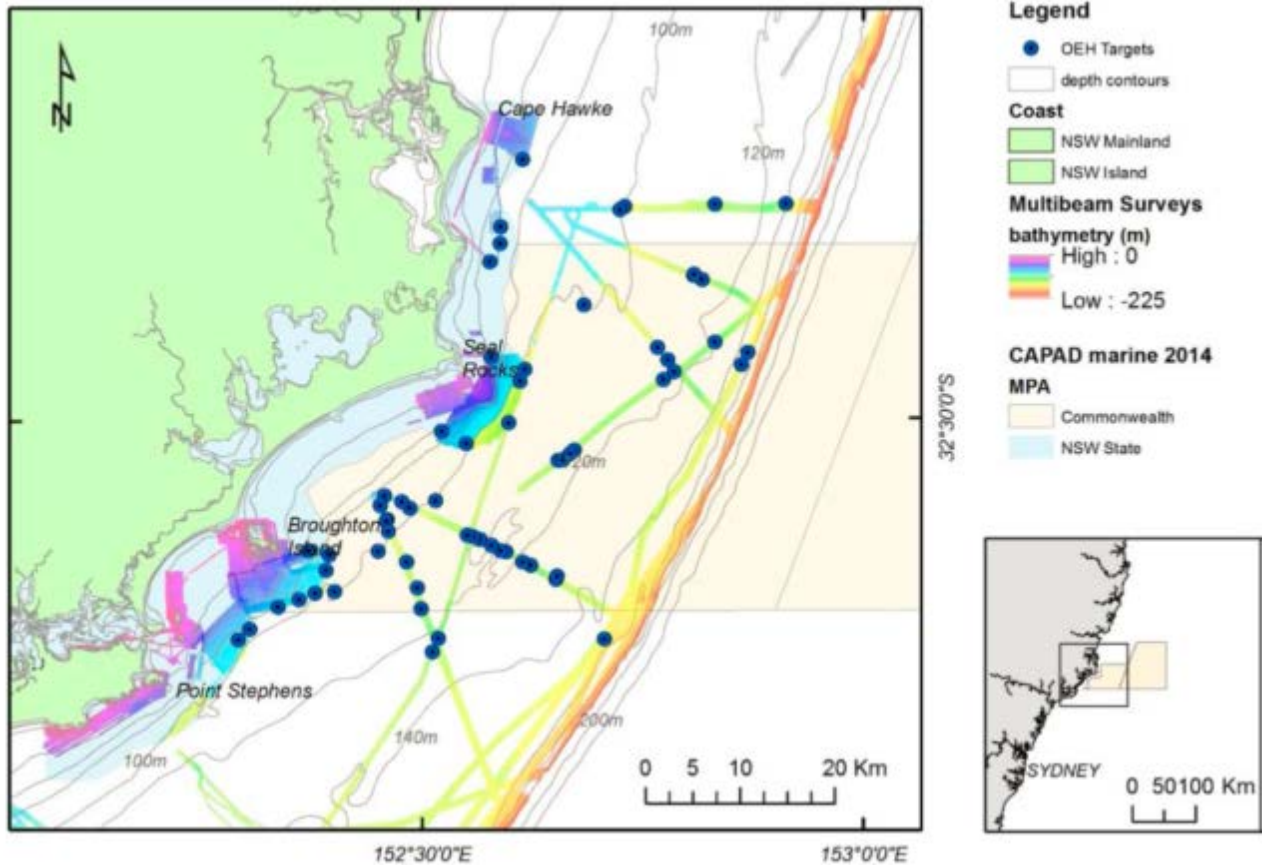 100m
Cape Hawke
120m
Seal
Rocks
20m
Broughton
Island
Point Stephens
200m
140m
100m
0 5 10 20 Km
152°30'0"E
153°0'0"E
32°30'0"S
N
Legend
OEH Targets
depth contours
Coast
NSW Mainland
NSW Island
Multibeam Surveys
bathymetry (m)
High : 0
Low : -225
CAPAD marine 2014
MPA
Commonwealth
NSW State
SYDNEY
0 50100 Km